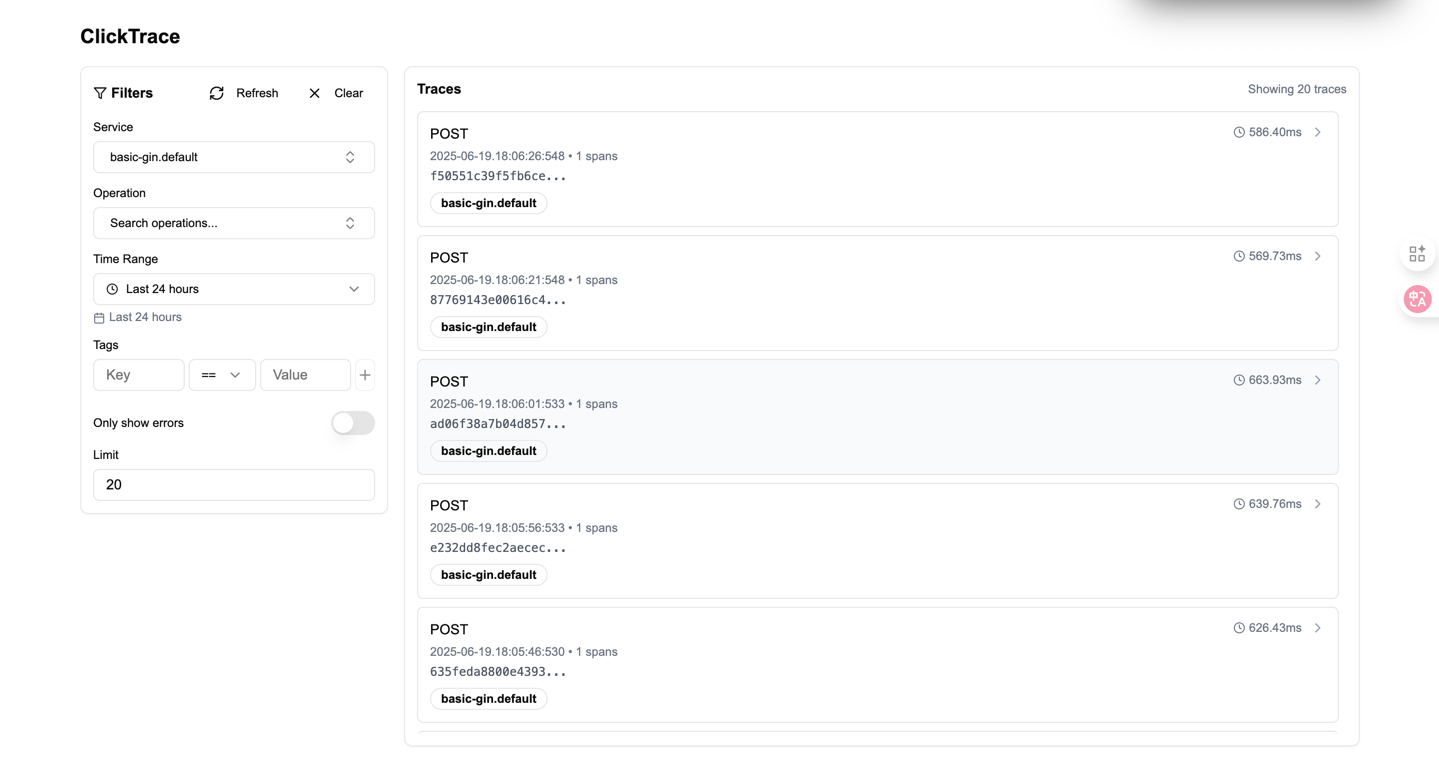 ClickTrace
Filters
Refresh
Clear
Service
basic-gin.default
Operation
Search operations...
Time Range
Last 24 hours
Last 24 hours
Tags
Key
==
Value
+
Only show errors
Limit
20
Traces
Showing 20 traces
POST
586.40ms
2025-06-19.18:06:26:548 • 1 spans
f50551c39f5fb6ce...
basic-gin.default
POST
569.73ms
2025-06-19.18:06:21:548 • 1 spans
87769143e00616c4...
basic-gin.default
POST
663.93ms
2025-06-19.18:06:01:533 • 1 spans
ad06f38a7b04d857...
basic-gin.default
POST
639.76ms
2025-06-19.18:05:56:533 • 1 spans
e232dd8fec2aecec...
basic-gin.default
POST
626.43ms
2025-06-19.18:05:46:530 • 1 spans
635feda8800e4393...
basic-gin.default
中A